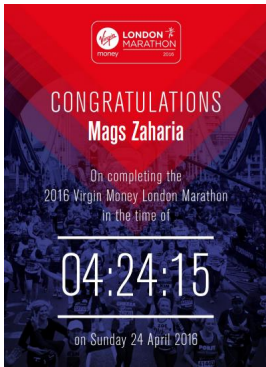 Virgin
money
LONDON
MARATHON
2016
CONGRATULATIONS
Mags Zaharia
On completing the
2016 Virgin Money London Marathon
in the time of
04:24:15
on Sunday 24 April 2016